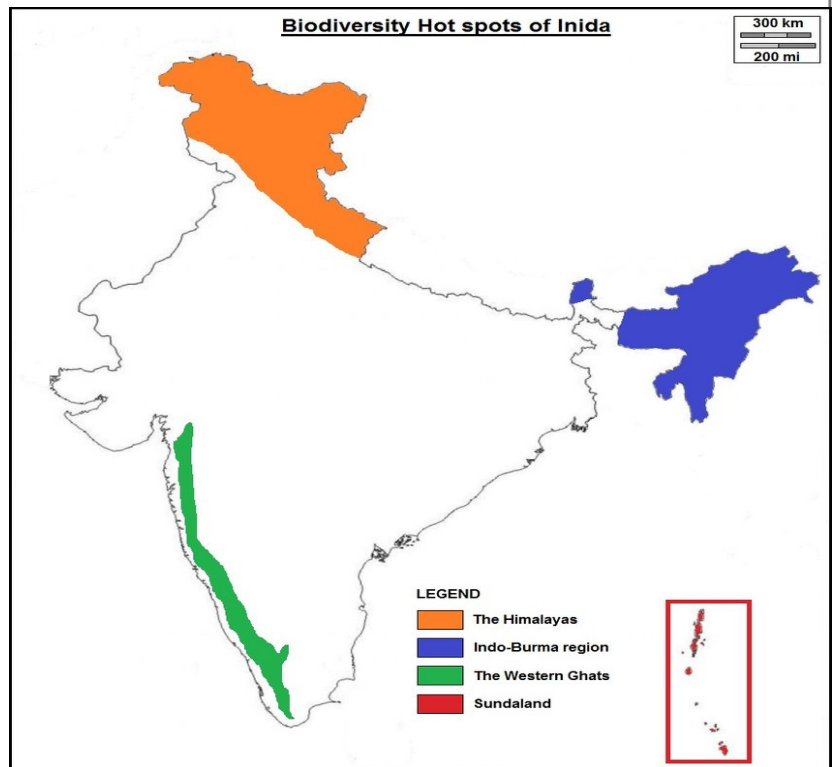 Biodiversity Hot spots of Inida
300 km
200 mi
LEGEND
The Himalayas
Indo-Burma region
The Western Ghats
Sundaland